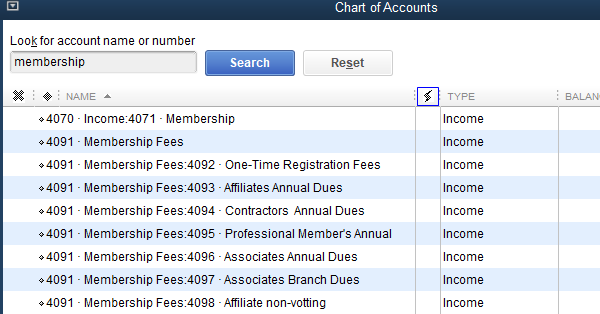 Chart of Accounts
Look for account name or number
membership Search Reset
NAME TYPE BALAN
4070 · Income:4071 · Membership Income
4091 · Membership Fees Income
4091 · Membership Fees:4092 · One-Time Registration Fees Income
4091 · Membership Fees:4093 · Affiliates Annual Dues Income
4091 · Membership Fees:4094 · Contractors  Annual Dues Income
4091 · Membership Fees:4095 · Professional Member's Annual Income
4091 · Membership Fees:4096 · Associates Annual Dues Income
4091 · Membership Fees:4097 · Associates Branch Dues Income
4091 · Membership Fees:4098 · Affiliate non-votting Income